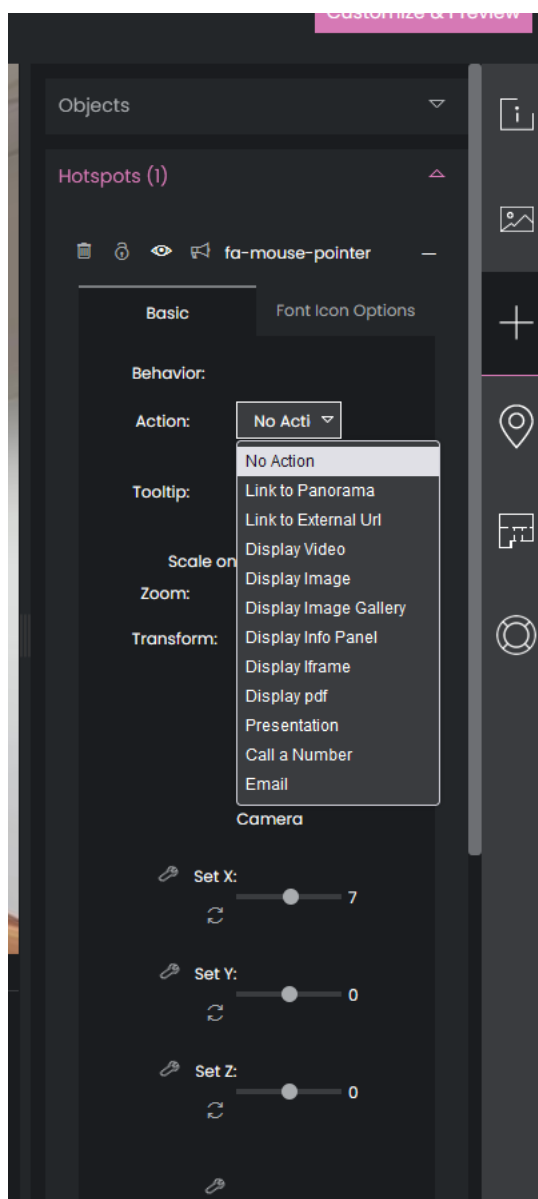 Customize & Preview
Objects
Hotspots (1)
fa-mouse-pointer
Basic
Font Icon Options
Behavior:
Action:
No Acti
No Action
Link to Panorama
Tooltip:
Link to External Url
Display Video
Scale on
Display Image
Zoom:
Display Image Gallery
Transform:
Display Info Panel
Display Iframe
Display pdf
Presentation
Call a Number
Email
Camera
Set X:
7
Set Y:
0
Set Z:
0